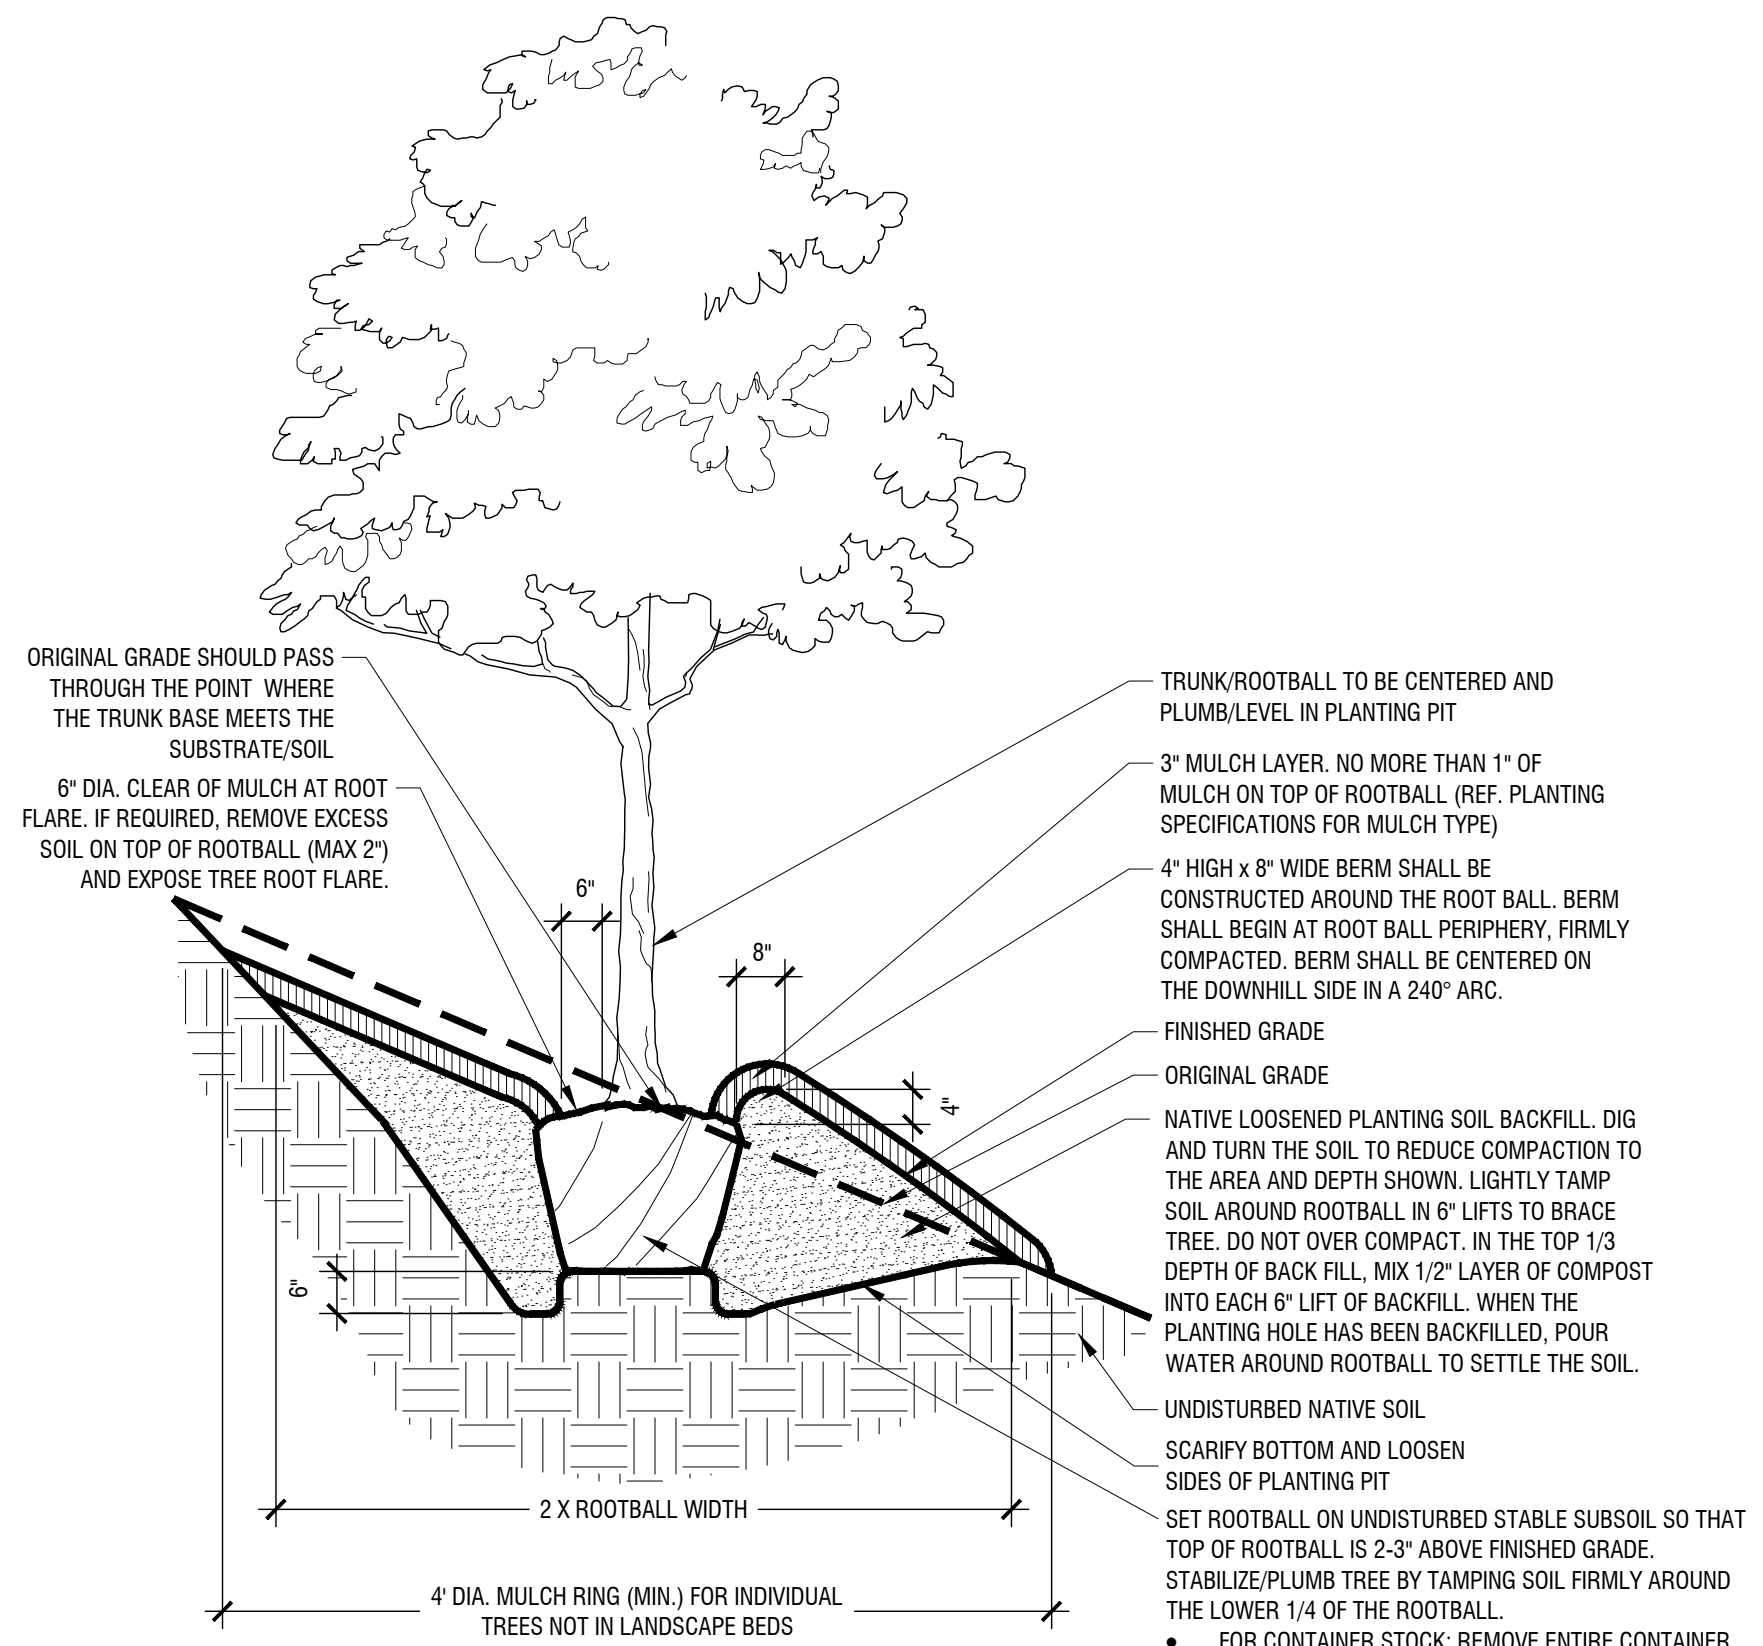 ORIGINAL GRADE SHOULD PASS
THROUGH THE POINT WHERE
THE TRUNK BASE MEETS THE
SUBSTRATE/SOIL
6" DIA. CLEAR OF MULCH AT ROOT
FLARE. IF REQUIRED, REMOVE EXCESS
SOIL ON TOP OF ROOTBALL (MAX 2")
AND EXPOSE TREE ROOT FLARE.
6"
8"
4"
6"
2 X ROOTBALL WIDTH
4' DIA. MULCH RING (MIN.) FOR INDIVIDUAL
TREES NOT IN LANDSCAPE BEDS
TRUNK/ROOTBALL TO BE CENTERED AND
PLUMB/LEVEL IN PLANTING PIT
3" MULCH LAYER. NO MORE THAN 1" OF
MULCH ON TOP OF ROOTBALL (REF. PLANTING
SPECIFICATIONS FOR MULCH TYPE)
4" HIGH x 8" WIDE BERM SHALL BE
CONSTRUCTED AROUND THE ROOT BALL. BERM
SHALL BEGIN AT ROOT BALL PERIPHERY, FIRMLY
COMPACTED. BERM SHALL BE CENTERED ON
THE DOWNHILL SIDE IN A 240° ARC.
FINISHED GRADE
ORIGINAL GRADE
NATIVE LOOSENED PLANTING SOIL BACKFILL. DIG
AND TURN THE SOIL TO REDUCE COMPACTION TO
THE AREA AND DEPTH SHOWN. LIGHTLY TAMP
SOIL AROUND ROOTBALL IN 6" LIFTS TO BRACE
TREE. DO NOT OVER COMPACT. IN THE TOP 1/3
DEPTH OF BACK FILL, MIX 1/2" LAYER OF COMPOST
INTO EACH 6" LIFT OF BACKFILL. WHEN THE
PLANTING HOLE HAS BEEN BACKFILLED, POUR
WATER AROUND ROOTBALL TO SETTLE THE SOIL.
UNDISTURBED NATIVE SOIL
SCARIFY BOTTOM AND LOOSEN
SIDES OF PLANTING PIT
SET ROOTBALL ON UNDISTURBED STABLE SUBSOIL SO THAT
TOP OF ROOTBALL IS 2-3" ABOVE FINISHED GRADE.
STABILIZE/PLUMB TREE BY TAMPING SOIL FIRMLY AROUND
THE LOWER 1/4 OF THE ROOTBALL.
• FOR CONTAINER STOCK: REMOVE ENTIRE CONTAINER